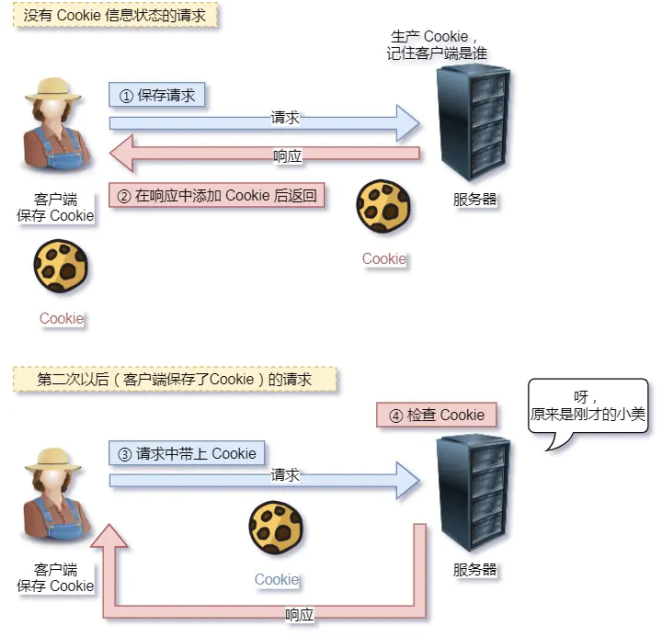 没有 Cookie 信息状态的请求
生产 Cookie，
记住客户端是谁
① 保存请求
请求
响应
② 在响应中添加 Cookie 后返回
客户端
保存 Cookie
服务器
Cookie
Cookie
第二次以后（客户端保存了Cookie）的请求
呀，
原来是刚才的小美
④ 检查 Cookie
③ 请求中带上 Cookie
请求
Cookie
客户端
保存 Cookie
服务器
响应